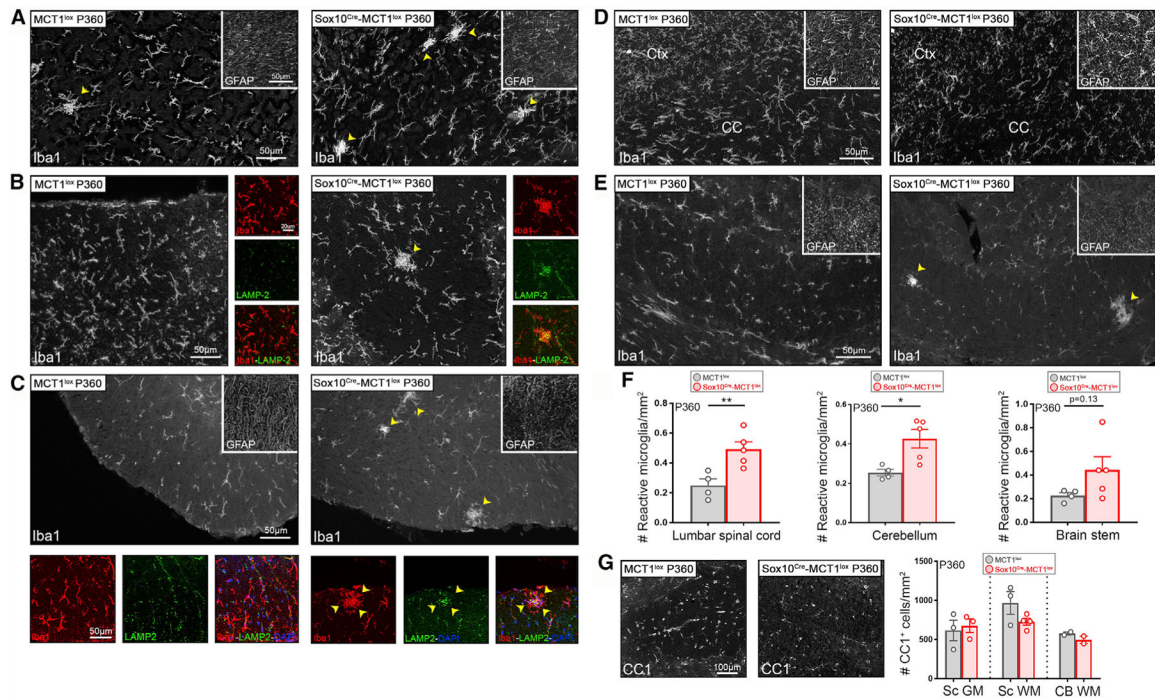 A
MCT1lox P360
GFAP
50μm
Iba1
50μm
Sox10Cre-MCT1lox P360
GFAP
Iba1
D
MCT1lox P360
Ctx
GFAP
CC
Iba1
50μm
Sox10Cre-MCT1lox P360
Ctx
GFAP
CC
Iba1
B
MCT1lox P360
Iba1
50μm
Iba1
20μm
LAMP-2
Iba1-LAMP-2
Sox10Cre-MCT1lox P360
Iba1
Iba1
LAMP-2
Iba1-LAMP-2
E
MCT1lox P360
GFAP
Iba1
50μm
Sox10Cre-MCT1lox P360
GFAP
Iba1
C
MCT1lox P360
GFAP
Iba1
50μm
Sox10Cre-MCT1lox P360
GFAP
Iba1
Iba1
50μm
LAMP2
Iba1-LAMP2-DAPI
Iba1
LAMP2-DAPI
Iba1-LAMP2-DAPI
F
MCT1lox
Sox10Cre-MCT1lox
P360
**
# Reactive microglia/mm2
0.8
0.6
0.4
0.2
0
Lumbar spinal cord
MCT1lox
Sox10Cre-MCT1lox
P360
*
# Reactive microglia/mm2
0.6
0.4
0.2
0
Cerebellum
MCT1lox
Sox10Cre-MCT1lox
P360
p=0.13
# Reactive microglia/mm2
1.0
0.8
0.6
0.4
0.2
0
Brain stem
G
MCT1lox P360
CC1
100μm
Sox10Cre-MCT1lox P360
CC1
MCT1lox
Sox10Cre-MCT1lox
P360
# CC1+ cells/mm2
1500
1000
500
0
Sc GM
Sc WM
CB WM